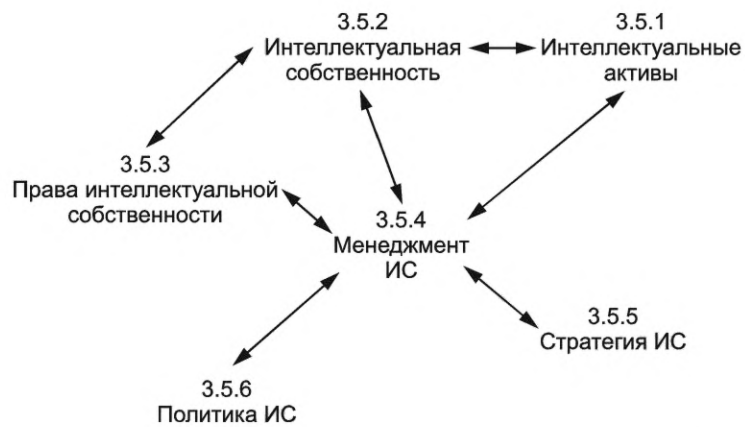 3.5.2
Интеллектуальная
собственность
3.5.1
Интеллектуальные
активы
3.5.3
Права интеллектуальной
собственности
3.5.4
Менеджмент
ИС
3.5.5
Стратегия ИС
3.5.6
Политика ИС